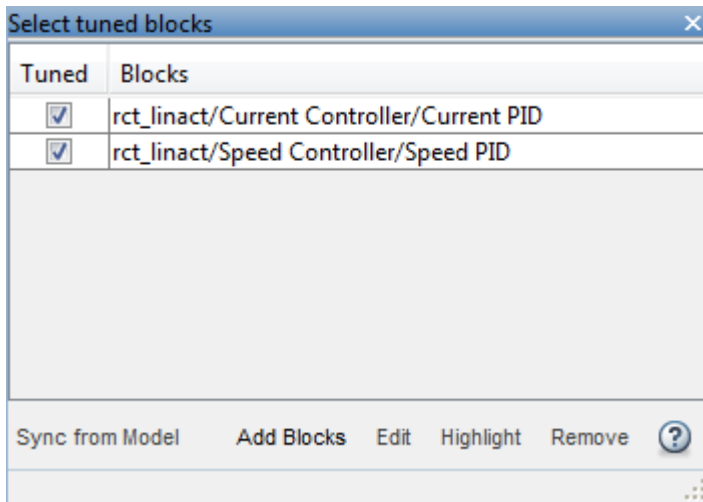 Select tuned blocks
Tuned Blocks
rct_linact/Current Controller/Current PID
rct_linact/Speed Controller/Speed PID
Sync from Model Add Blocks Edit Highlight Remove ?